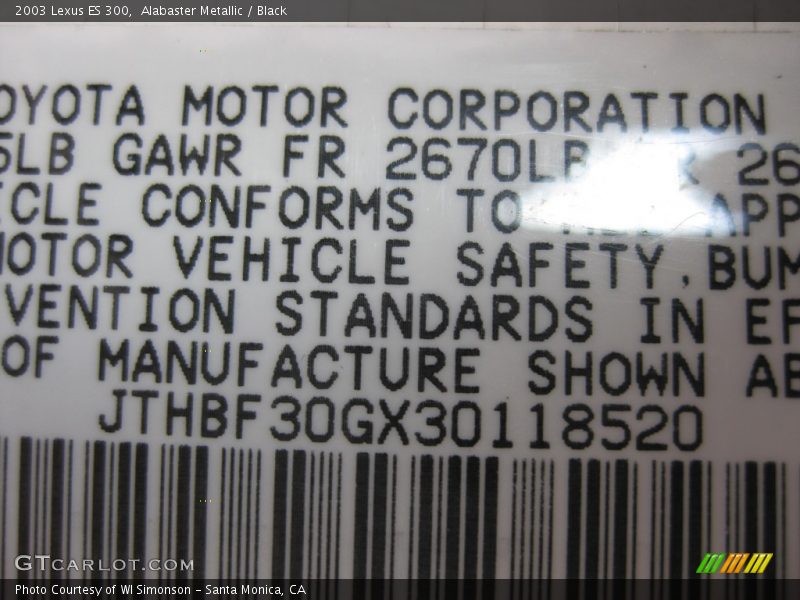 2003 Lexus ES 300, Alabaster Metallic / Black
OYOTA MOTOR CORPORATION
5LB GAWR FR 2670LB 26
ICLE CONFORMS TO APP
MOTOR VEHICLE SAFETY, BUM
VENTION STANDARDS IN EF
OF MANUFACTURE SHOWN AB
JTHBF30GX30118520
GTCARLOT.COM
Photo Courtesy of WI Simonson - Santa Monica, CA